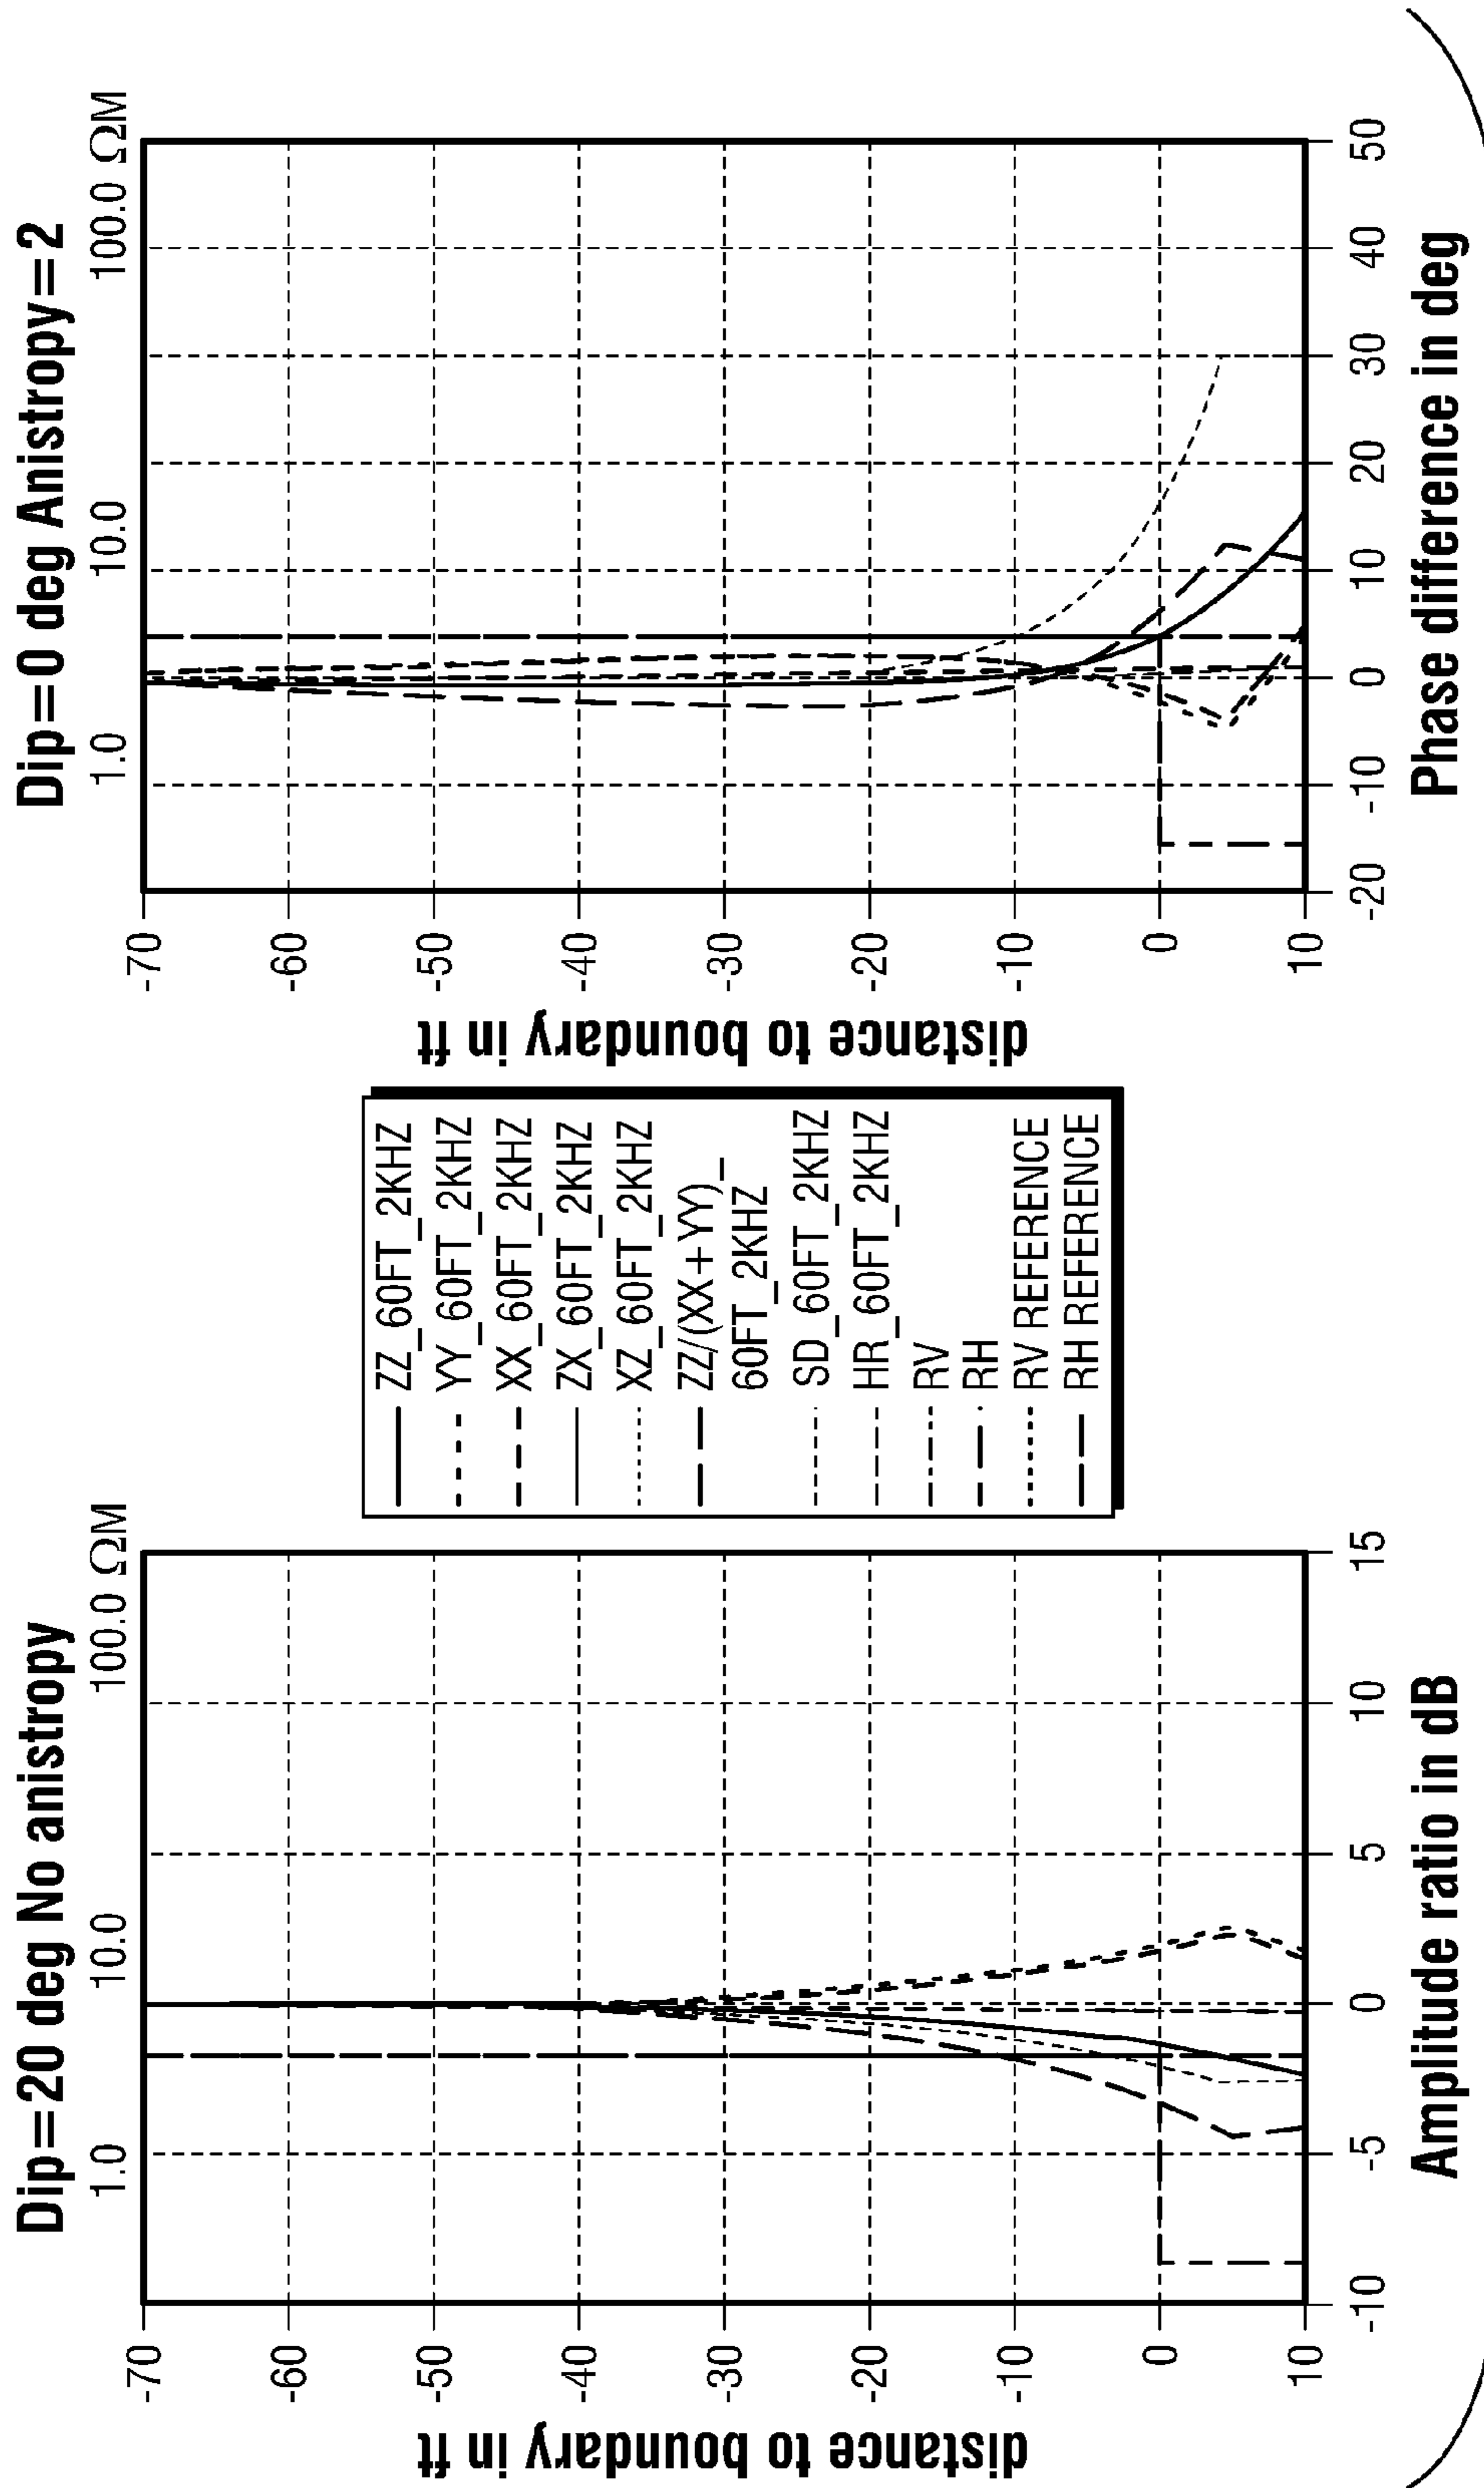 Dip=20 deg No anistropy
1.0 10.0 100.0 ΩM
-70
-60
-50
-40
-30
-20
-10
0
10
distance to boundary in ft
-10 -5 0 5 10 15
Amplitude ratio in dB
ZZ_60FT_2KHZ
YY_60FT_2KHZ
XX_60FT_2KHZ
ZX_60FT_2KHZ
XZ_60FT_2KHZ
ZZ/(XX+YY)_
60FT_2KHZ
SD_60FT_2KHZ
HR_60FT_2KHZ
RV
RH
RV REFERENCE
RH REFERENCE
Dip=0 deg Anistropy=2
1.0 10.0 100.0 ΩM
-70
-60
-50
-40
-30
-20
-10
0
10
distance to boundary in ft
-20 -10 0 10 20 30 40 50
Phase difference in deg